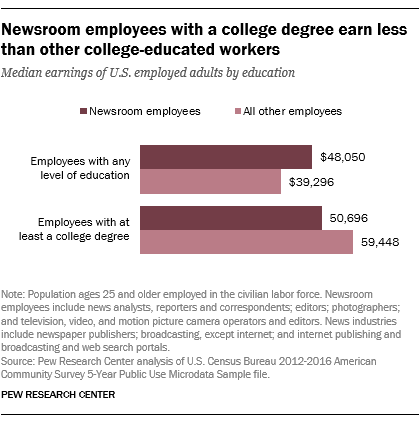 Newsroom employees with a college degree earn less
than other college-educated workers
Median earnings of U.S. employed adults by education
Newsroom employees All other employees
Employees with any
level of education
$48,050
$39,296
Employees with at
least a college degree
50,696
59,448
Note: Population ages 25 and older employed in the civilian labor force. Newsroom
employees include news analysts, reporters and correspondents; editors; photographers;
and television, video, and motion picture camera operators and editors. News industries
include newspaper publishers; broadcasting, except internet; and internet publishing and
broadcasting and web search portals.
Source: Pew Research Center analysis of U.S. Census Bureau 2012-2016 American
Community Survey 5-Year Public Use Microdata Sample file.
PEW RESEARCH CENTER